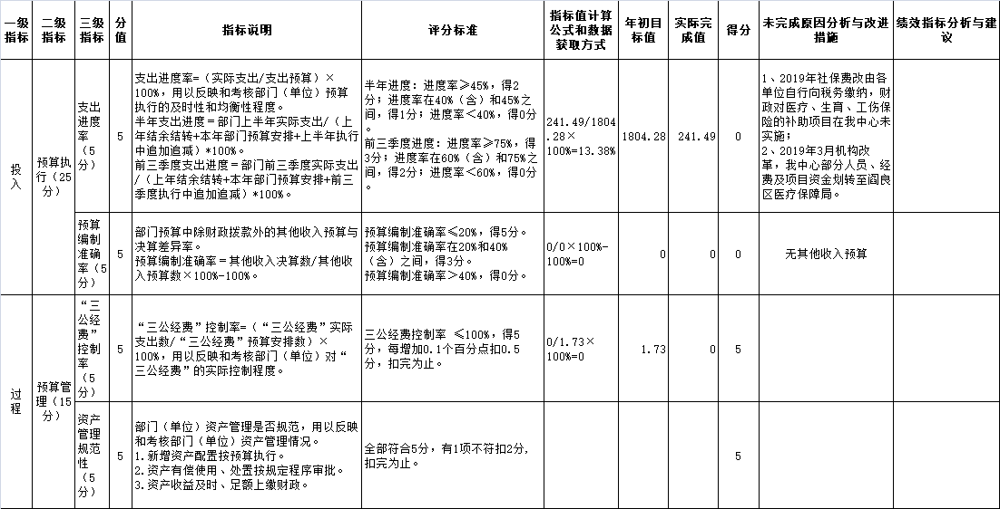 一级
指标
二级
指标
三级
指标
分
值
指标说明
评分标准
指标值计算
公式和数据
获取方式
年初目
标值
实际完
成值
得分
未完成原因分析与改进
措施
绩效指标分析与建
议
投
入
预算执
行（25
分）
支出
进度
率
（5
分）
5
支出进度率=（实际支出/支出预算）×
100%，用以反映和考核部门（单位）预算
执行的及时性和均衡性程度。
半年支出进度＝部门上半年实际支出/（上
年结余结转+本年部门预算安排+上半年执行
中追加追减）*100%。
前三季度支出进度＝部门前三季度实际支出
/（上年结余结转+本年部门预算安排+前三
季度执行中追加追减）*100%。
半年进度：进度率≥45%，得2
分；进度率在40%（含）和45%之
间，得1分；进度率＜40%，得0分
。
前三季度进度：进度率≥75%，得
3分；进度率在60%（含）和75%之
间，得2分；进度率＜60%，得0分
。
241.49/1804
.28×
100%=13.38%
1804.28
241.49
0
1、2019年社保费改由各
单位自行向税务缴纳，财
政对医疗、生育、工伤保
险的补助项目在我中心未
实施；
2、2019年3月机构改
革，我中心部分人员、经
费及项目资金划转至阎良
区医疗保障局。
预算
编制
准确
率（5
分）
5
部门预算中除财政拨款外的其他收入预算与
决算差异率。
预算编制准确率＝其他收入决算数/其他收
入预算数×100%-100%。
预算编制准确率≤20%，得5分。
预算编制准确率在20%和40%
（含）之间，得3分。
预算编制准确率＞40%，得0分。
0/0×100%-
100%=0
0
0
0
无其他收入预算
过
程
预算管
理（15
分）
“三
公经
费”
控制
率
（5
分）
5
“三公经费”控制率=（“三公经费”实际
支出数/“三公经费”预算安排数）×
100%，用以反映和考核部门（单位）对“
三公经费”的实际控制程度。
三公经费控制率 ≤100%，得5
分，每增加0.1个百分点扣0.5
分，扣完为止。
0/1.73×
100%=0
1.73
0
5
资产
管理
规范
性
（5
分）
5
部门（单位）资产管理是否规范，用以反映
和考核部门（单位）资产管理情况。
1.新增资产配置按预算执行。
2.资产有偿使用、处置按规定程序审批。
3.资产收益及时、足额上缴财政。
全部符合5分，有1项不符扣2分，
扣完为止。
5